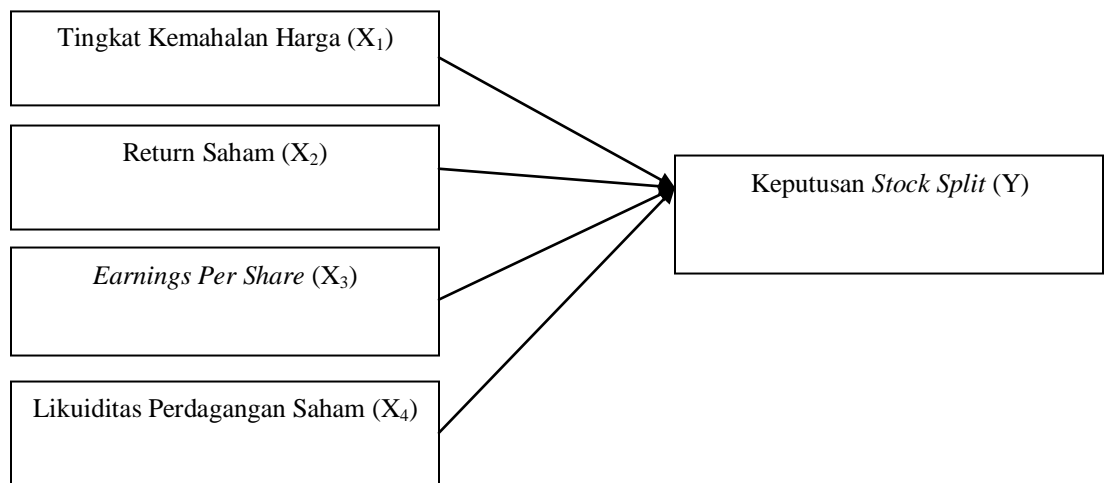 Tingkat Kemahalan Harga (X₁)
Return Saham (X₂)
Earnings Per Share (X₃)
Likuiditas Perdagangan Saham (X₄)
Keputusan Stock Split (Y)